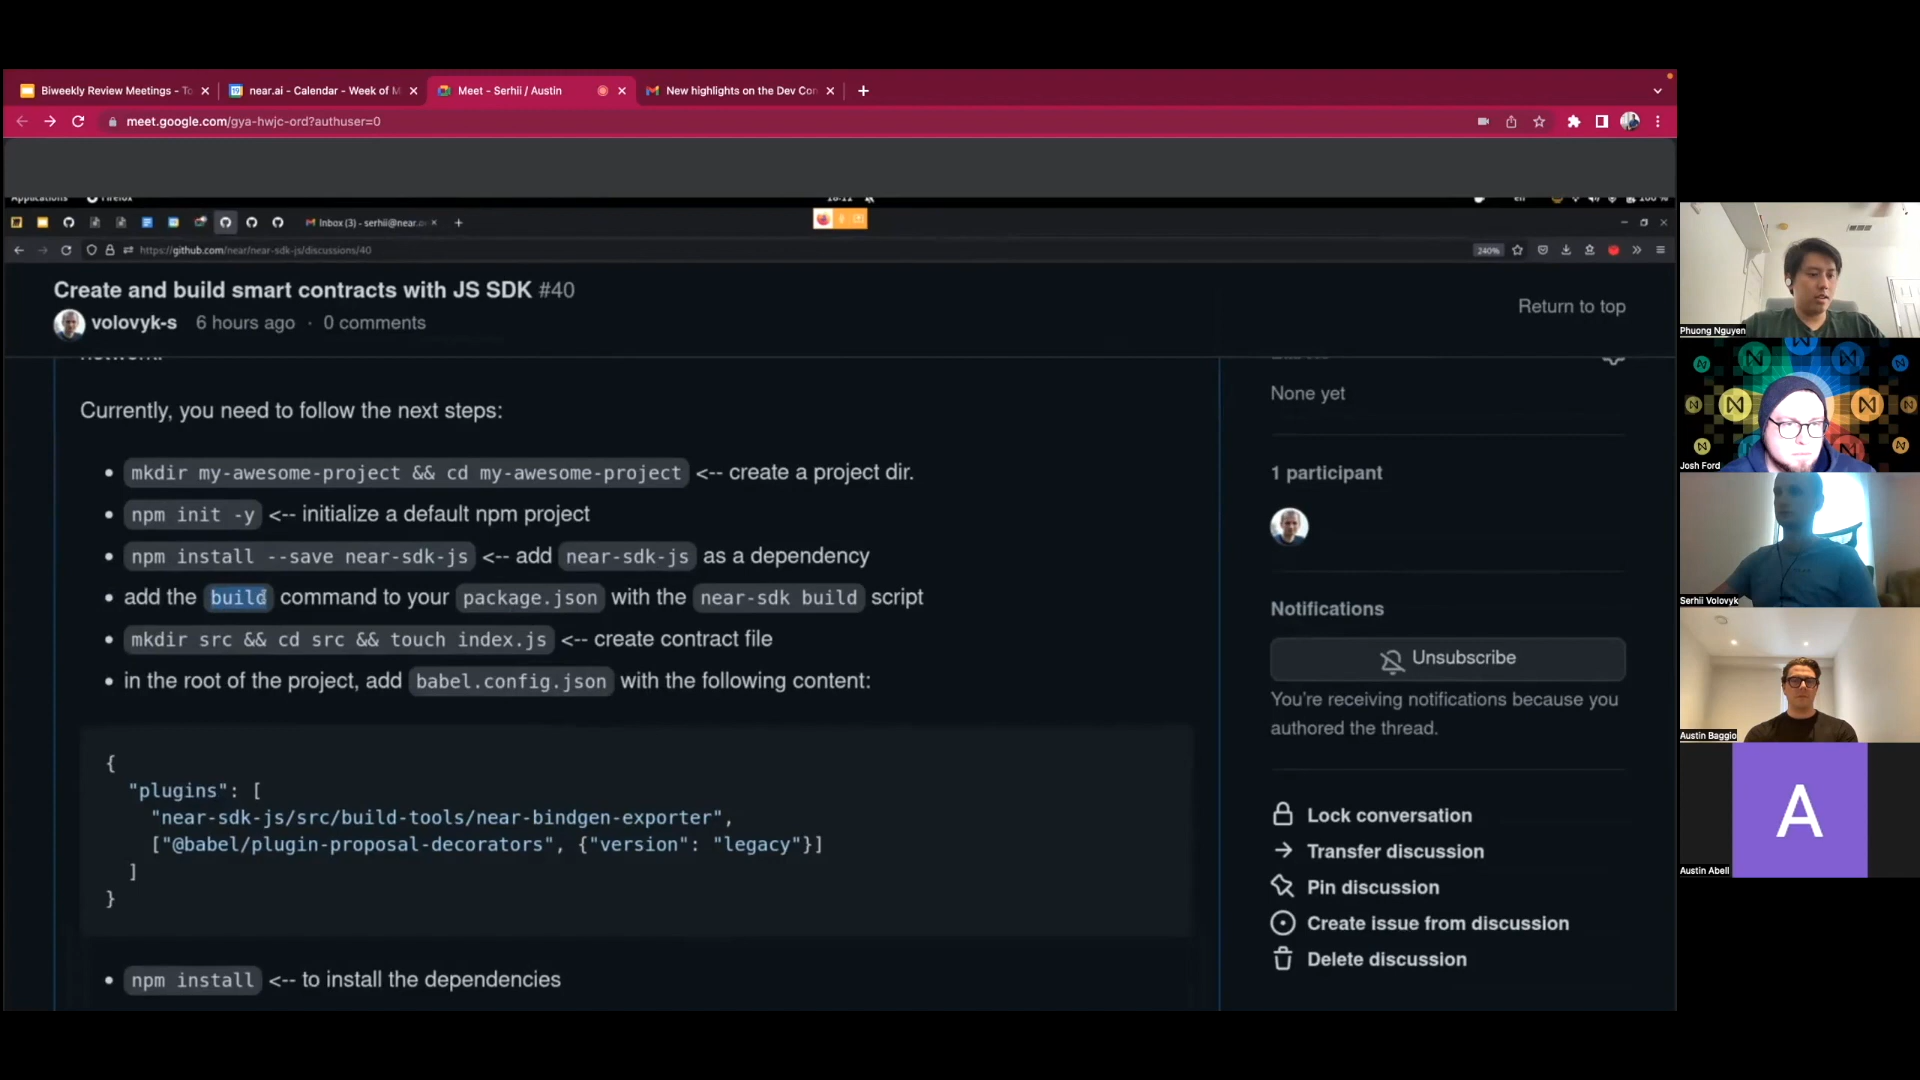 Biweekly Review Meetings - To
near.ai - Calendar - Week of M
Meet - Serhii / Austin
New highlights on the Dev Con
meet.google.com/gya-hwjc-ord?authuser=0
Applications
Firefox
en
Inbox (3) - serhii@near.
https://github.com/near/near-sdk-js/discussions/40
240%
Create and build smart contracts with JS SDK #40
volovyk-s 6 hours ago · 0 comments
Return to top
network.
Labels
None yet
Currently, you need to follow the next steps:
• mkdir my-awesome-project && cd my-awesome-project <-- create a project dir.
• npm init -y <-- initialize a default npm project
• npm install --save near-sdk-js <-- add near-sdk-js as a dependency
• add the build command to your package.json with the near-sdk build script
• mkdir src && cd src && touch index.js <-- create contract file
• in the root of the project, add babel.config.json with the following content:
{
"plugins": [
"near-sdk-js/src/build-tools/near-bindgen-exporter",
["@babel/plugin-proposal-decorators", {"version": "legacy"}]
]
}
• npm install <-- to install the dependencies
1 participant
Notifications
Unsubscribe
You're receiving notifications because you
authored the thread.
Lock conversation
Transfer discussion
Pin discussion
Create issue from discussion
Delete discussion
Phuong Nguyen
Josh Ford
Serhii Volovyk
Austin Baggio
A
Austin Abell